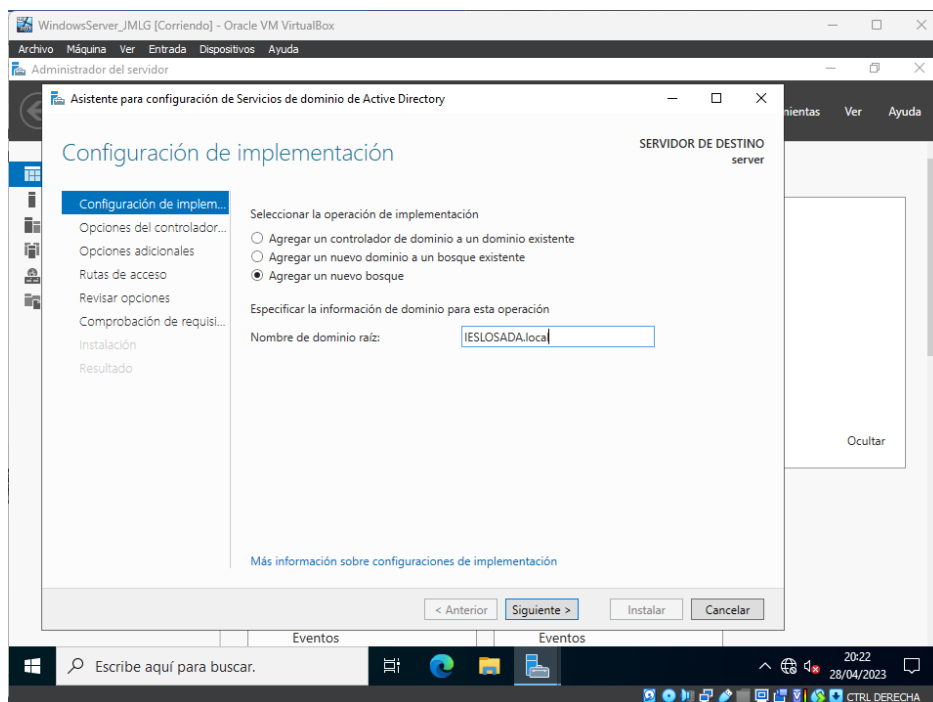 WindowsServer_JMLG [Corriendo] - Oracle VM VirtualBox
Archivo Máquina Ver Entrada Dispositivos Ayuda
Administrador del servidor
Ver Ayuda
Asistente para configuración de Servicios de dominio de Active Directory
Configuración de implementación
SERVIDOR DE DESTINO
server
Configuración de implem...
Opciones del controlador...
Opciones adicionales
Rutas de acceso
Revisar opciones
Comprobación de requisi...
Instalación
Resultado
Seleccionar la operación de implementación
Agregar un controlador de dominio a un dominio existente
Agregar un nuevo dominio a un bosque existente
Agregar un nuevo bosque
Especificar la información de dominio para esta operación
Nombre de dominio raíz: IESLOSADA.local
Más información sobre configuraciones de implementación
< Anterior Siguiente > Instalar Cancelar
Ocultar
Eventos Eventos
Escribe aquí para buscar.
20:22
28/04/2023
CTRL DERECHA